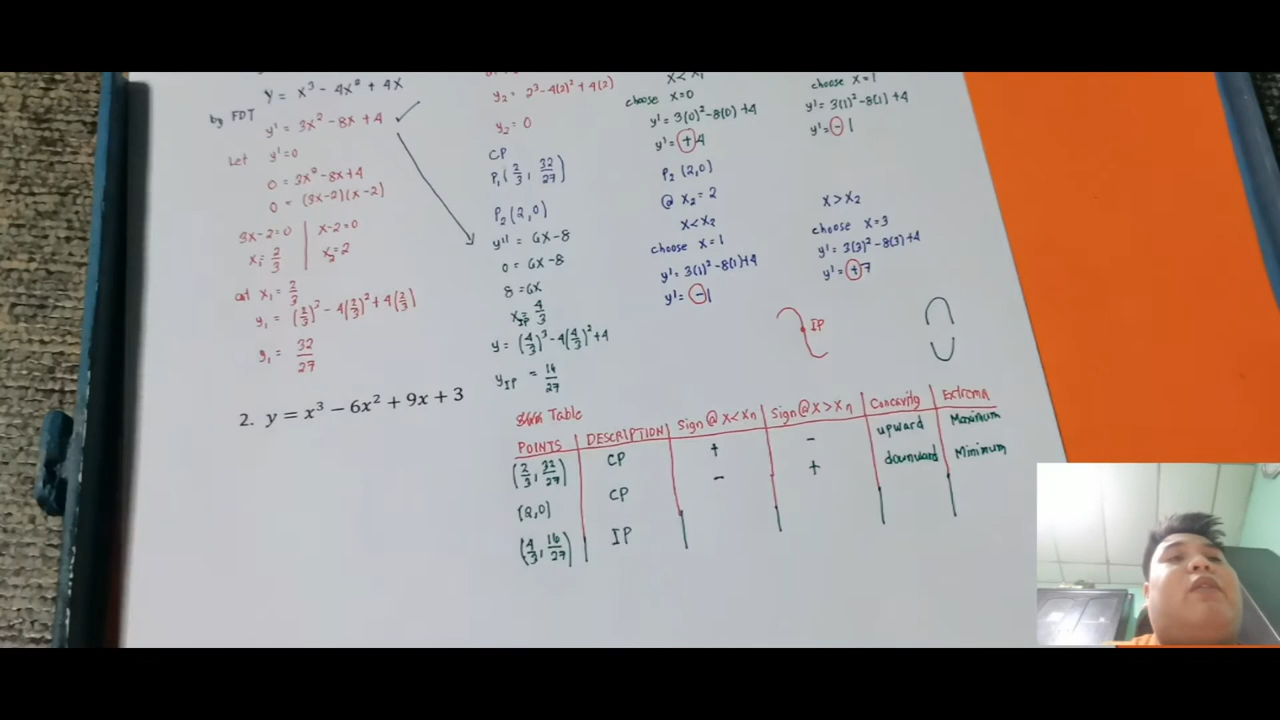 y = x³ - 4x² + 4x
by FDT
y' = 3x² - 8x + 4
Let y' = 0
0 = 3x² - 8x + 4
0 = (3x-2)(x-2)
3x-2=0 | x-2=0
x₁ = 2/3 | x₂ = 2
at x₁ = 2/3
y₁ = (2/3)³ - 4(2/3)² + 4(2/3)
y₁ = 32/27
2. y = x³ − 6x² + 9x + 3
y₂ = 2³ - 4(2)² + 4(2)
y₂ = 0
CP
P₁(2/3, 32/27)
P₂(2,0)
y'' = 6x-8
0 = 6x-8
8 = 6x
x_IP = 4/3
y = (4/3)³ - 4(4/3)² + 4
y_IP = 16/27
x < x₁
choose x=0
y' = 3(0)² - 8(0) + 4
y' = +4
P₂(2,0)
@ x₂ = 2
x < x₂
choose x=1
y' = 3(1)² - 8(1) + 4
y' = -1
choose x=1
y' = 3(1)² - 8(1) + 4
y' = -1
x > x₂
choose x=3
y' = 3(3)² - 8(3) + 4
y' = +7
IP
Table
POINTS | DESCRIPTION | Sign @ x < xn | Sign @ x > xn | Concavity | Extrema
(2/3, 32/27) CP + - upward Maximum
(2,0) CP - + downward Minimum
(4/3, 16/27) IP